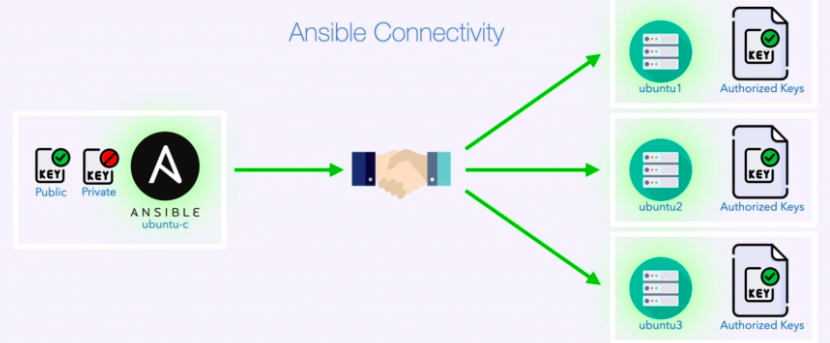 Ansible Connectivity
KEY
Public
KEY
Private
A
ANSIBLE
ubuntu-c
ubuntu1
KEY
Authorized Keys
ubuntu2
KEY
Authorized Keys
ubuntu3
KEY
Authorized Keys